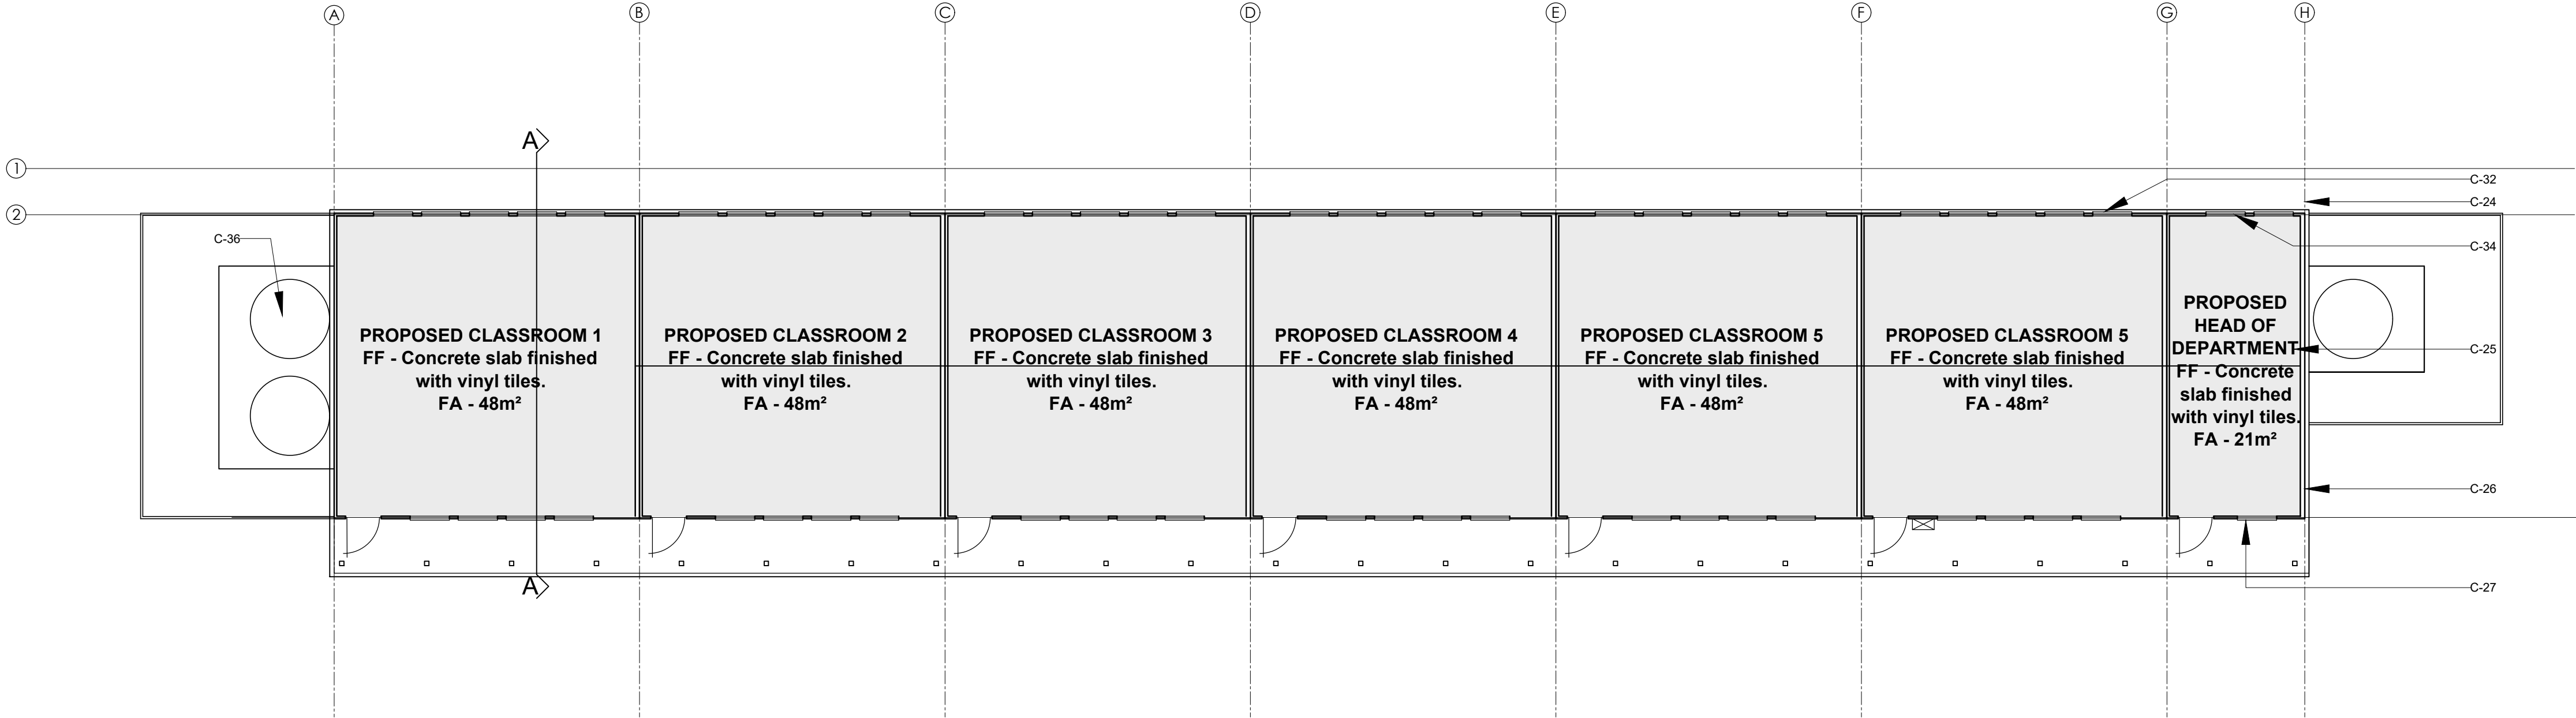 A
B
C
D
E
F
G
H
A
1
C-32
C-24
2
C-36
C-34
PROPOSED CLASSROOM 1
FF - Concrete slab finished
with vinyl tiles.
FA - 48m²
PROPOSED CLASSROOM 2
FF - Concrete slab finished
with vinyl tiles.
FA - 48m²
PROPOSED CLASSROOM 3
FF - Concrete slab finished
with vinyl tiles.
FA - 48m²
PROPOSED CLASSROOM 4
FF - Concrete slab finished
with vinyl tiles.
FA - 48m²
PROPOSED CLASSROOM 5
FF - Concrete slab finished
with vinyl tiles.
FA - 48m²
PROPOSED CLASSROOM 5
FF - Concrete slab finished
with vinyl tiles.
FA - 48m²
PROPOSED
HEAD OF
DEPARTMENT
FF - Concrete
slab finished
with vinyl tiles.
FA - 21m²
C-25
C-26
A
C-27